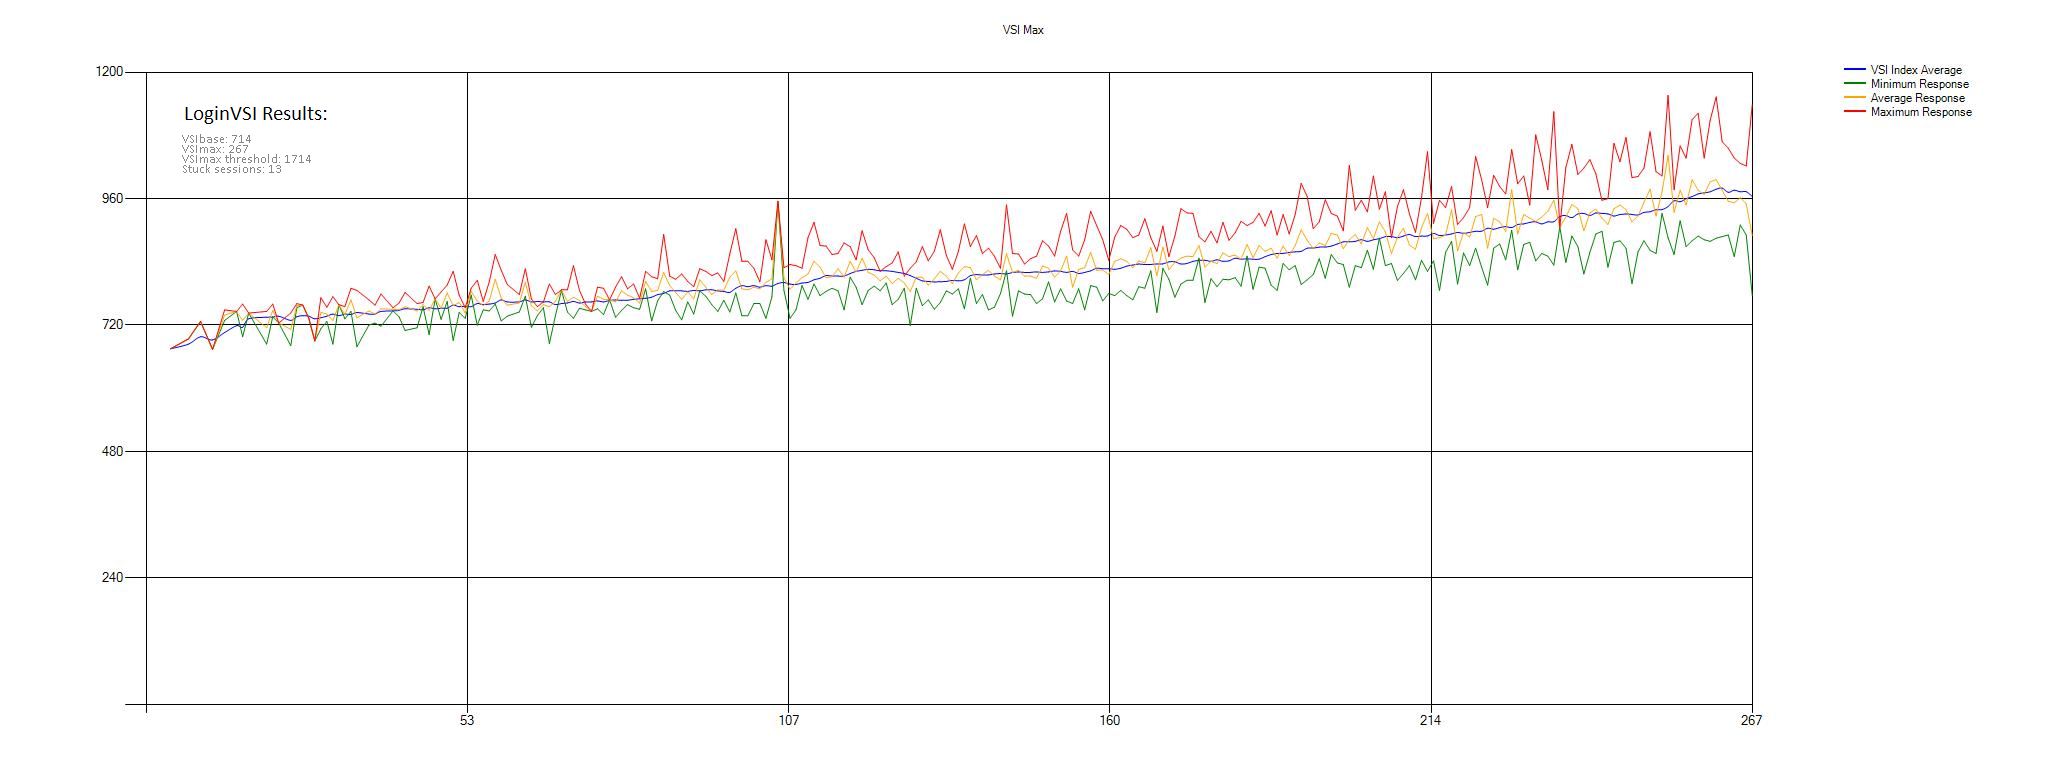 VSI Max
1200
960
720
480
240
LoginVSI Results:
VSIbase: 714
VSImax: 267
VSImax threshold: 1714
Stuck sessions: 13
VSI Index Average
Minimum Response
Average Response
Maximum Response
53
107
160
214
267